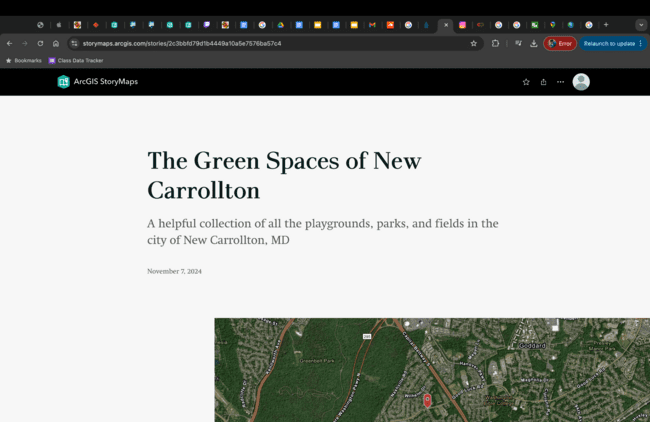 storymaps.arcgis.com/stories/2c3bbfd79d1b4449a10a5e7576ba57c4
Error
Relaunch to update
Bookmarks
Class Data Tracker
ArcGIS StoryMaps
The Green Spaces of New
Carrollton
A helpful collection of all the playgrounds, parks, and fields in the
city of New Carrollton, MD
November 7, 2024
Goddard
Greenbelt Park